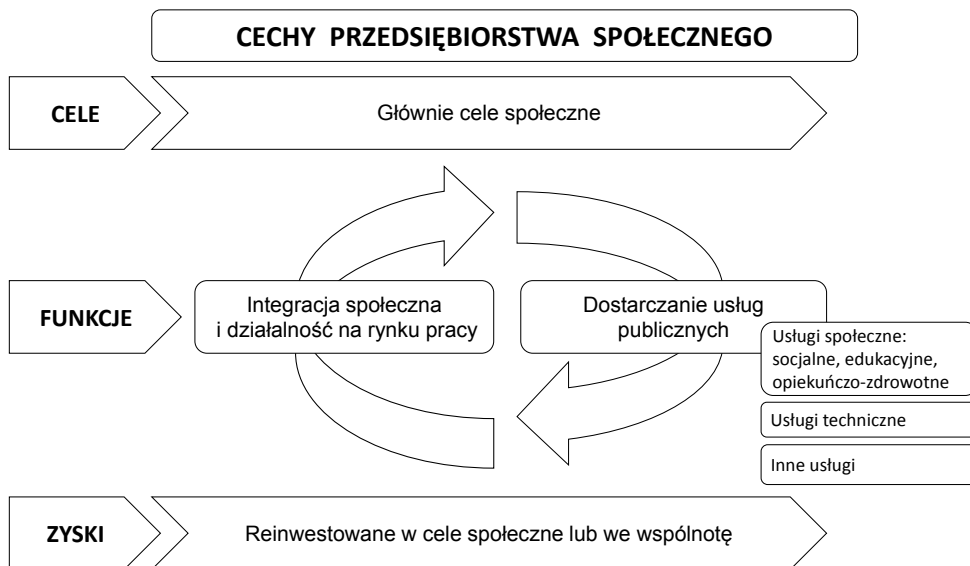 CECHY PRZEDSIĘBIORSTWA SPOŁECZNEGO
CELE
Głównie cele społeczne
FUNKCJE
Integracja społeczna
i działalność na rynku pracy
Dostarczanie usług
publicznych
Usługi społeczne:
socjalne, edukacyjne,
opiekuńczo-zdrowotne
Usługi techniczne
Inne usługi
ZYSKI
Reinwestowane w cele społeczne lub we wspólnotę